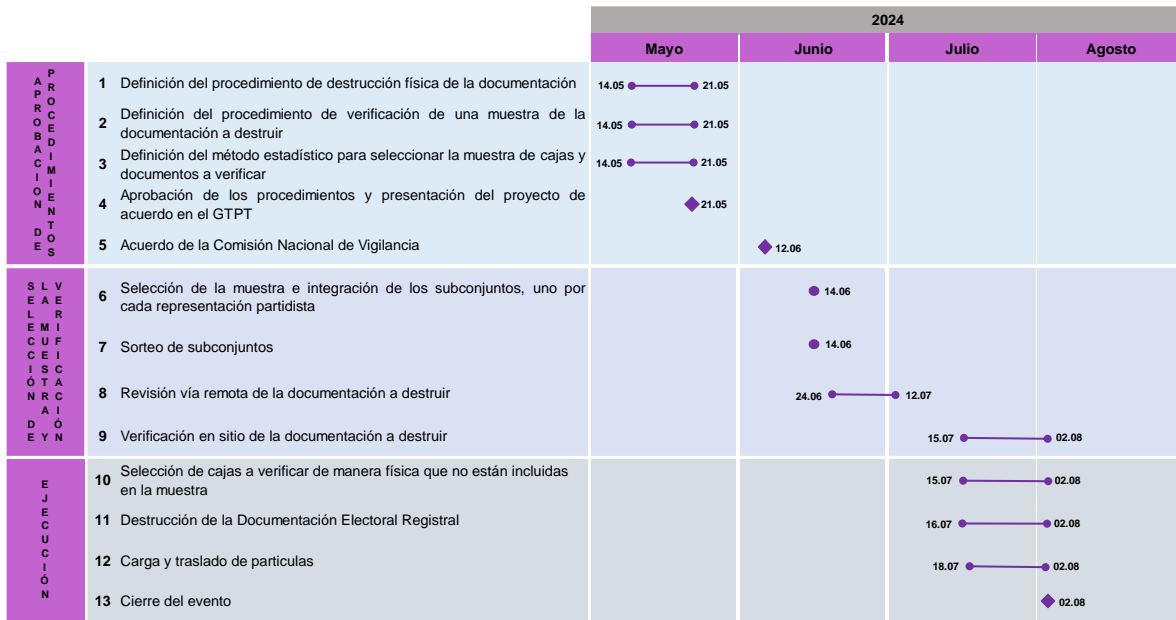 2024
Mayo Junio Julio Agosto
APROBACION DE
PROCEDIMIENTOS
1 Definición del procedimiento de destrucción física de la documentación 14.05 21.05
2 Definición del procedimiento de verificación de una muestra de la
documentación a destruir 14.05 21.05
3 Definición del método estadístico para seleccionar la muestra de cajas y
documentos a verificar 14.05 21.05
4 Aprobación de los procedimientos y presentación del proyecto de
acuerdo en el GTPT 21.05
5 Acuerdo de la Comisión Nacional de Vigilancia 12.06
SELECCIÓN DE
LA MUESTRA Y
VERIFICACIÓN
6 Selección de la muestra e integración de los subconjuntos, uno por
cada representación partidista 14.06
7 Sorteo de subconjuntos 14.06
8 Revisión vía remota de la documentación a destruir 24.06 12.07
9 Verificación en sitio de la documentación a destruir 15.07 02.08
EJECUCIÓN
10 Selección de cajas a verificar de manera física que no están incluidas
en la muestra 15.07 02.08
11 Destrucción de la Documentación Electoral Registral 16.07 02.08
12 Carga y traslado de particulas 18.07 02.08
13 Cierre del evento 02.08